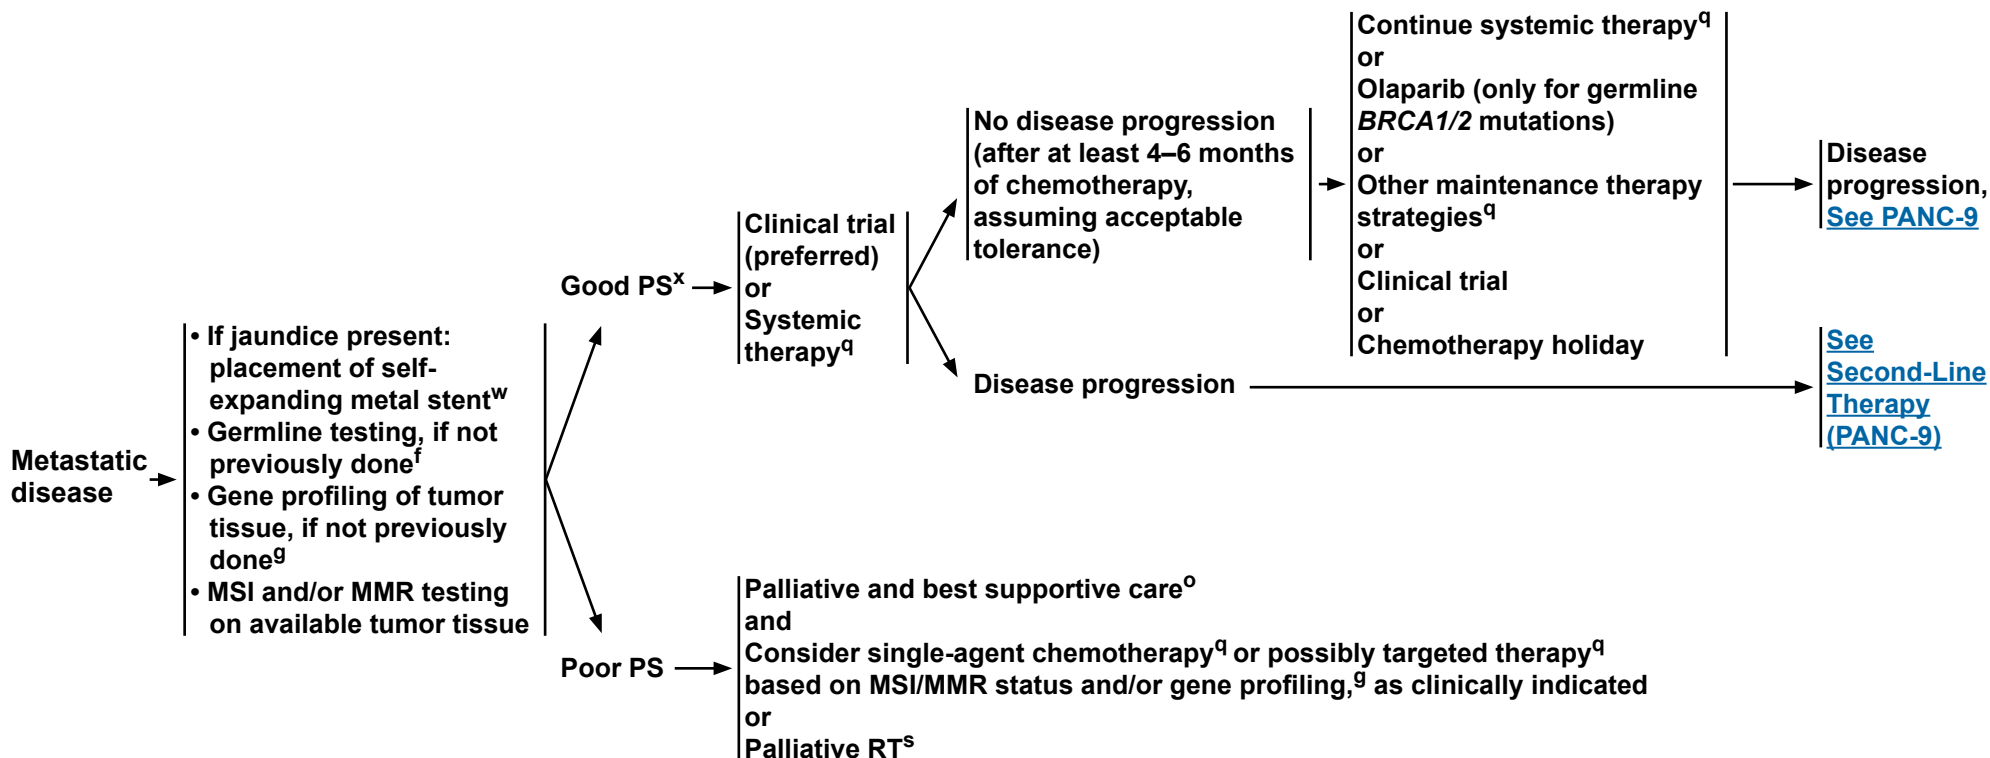 Metastatic
disease
• If jaundice present:
placement of self-
expanding metal stentʷ
• Germline testing, if not
previously doneᶠ
• Gene profiling of tumor
tissue, if not previously
doneᵍ
• MSI and/or MMR testing
on available tumor tissue
Good PSˣ
Clinical trial
(preferred)
or
Systemic
therapy^q
No disease progression
(after at least 4–6 months
of chemotherapy,
assuming acceptable
tolerance)
Continue systemic therapy^q
or
Olaparib (only for germline
BRCA1/2 mutations)
or
Other maintenance therapy
strategies^q
or
Clinical trial
or
Chemotherapy holiday
Disease
progression,
See PANC-9
Disease progression
See
Second-Line
Therapy
(PANC-9)
Poor PS
Palliative and best supportive careᵒ
and
Consider single-agent chemotherapy^q or possibly targeted therapy^q
based on MSI/MMR status and/or gene profiling,ᵍ as clinically indicated
or
Palliative RTˢ